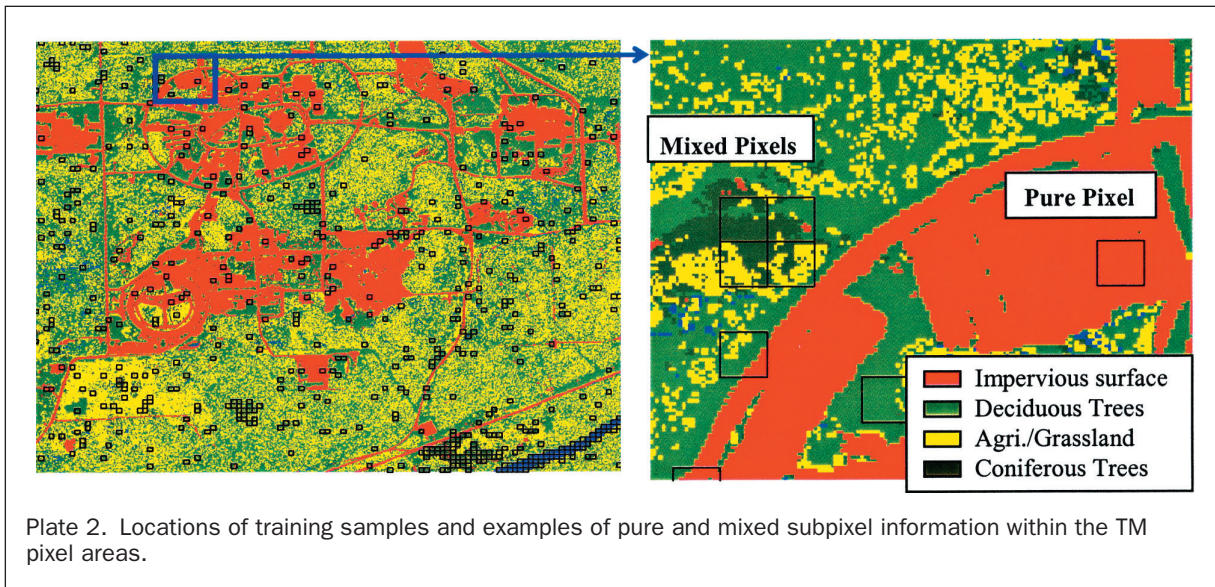 Mixed Pixels
Pure Pixel
Impervious surface
Deciduous Trees
Agri./Grassland
Coniferous Trees
Plate 2. Locations of training samples and examples of pure and mixed subpixel information within the TM
pixel areas.